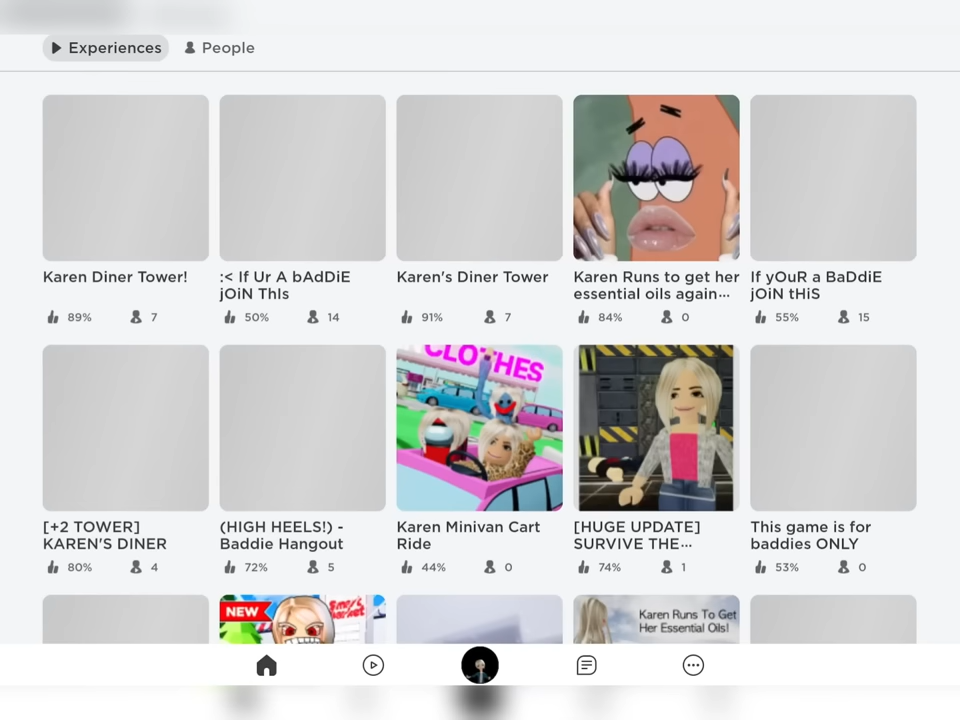 Experiences
People
Karen Diner Tower!
89% 7
:< If Ur A bAdDiE
jOiN ThIs
50% 14
Karen's Diner Tower
91% 7
Karen Runs to get her
essential oils again...
84% 0
If yOuR a BaDdiE
jOiN tHiS
55% 15
[+2 TOWER]
KAREN'S DINER
80% 4
(HIGH HEELS!) -
Baddie Hangout
72% 5
CLOTHES
Karen Minivan Cart
Ride
44% 0
[HUGE UPDATE]
SURVIVE THE...
74% 1
This game is for
baddies ONLY
53% 0
NEW
Karen Runs To Get
Her Essential Oils!